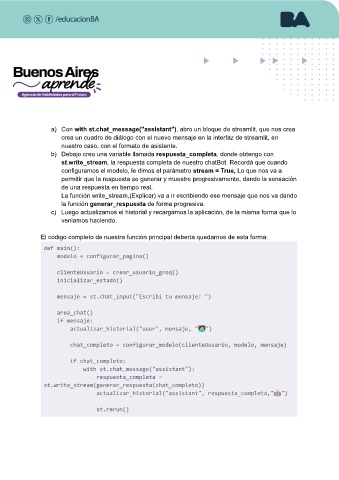 /educacionBA
BA
Buenos Aires
aprende
Agencia de Habilidades para el Futuro
a) Con with st.chat_message("assistant"), abro un bloque de streamlit, que nos crea
crea un cuadro de diálogo con el nuevo mensaje en la interfaz de streamlit, en
nuestro caso, con el formato de asistente.
b) Debajo creo una variable llamada respuesta_completa, donde obtengo con
st.write_stream, la respuesta completa de nuestro chatBot. Recordá que cuando
configuramos el modelo, le dimos el parámetro stream = True, Lo que nos va a
permitir que la respuesta se generar y muestre progresivamente, dando la sensación
de una respuesta en tiempo real.
La función write_stream,(Explicar) va a ir escribiendo ese mensaje que nos va dando
la función generar_respuesta de forma progresiva.
c) Luego actualizamos el historial y recargamos la aplicación, de la misma forma que lo
veníamos haciendo.
El código completo de nuestra función principal debería quedarnos de esta forma:
def main():
modelo = configurar_pagina()
clienteUsuario = crear_usuario_groq()
inicializar_estado()
mensaje = st.chat_input("Escribí tu mensaje: ")
area_chat()
if mensaje:
actualizar_historial("user", mensaje, "🧑‍💻")
chat_completo = configurar_modelo(clienteUsuario, modelo, mensaje)
if chat_completo:
with st.chat_message("assistant"):
respuesta_completa =
st.write_stream(generar_respuesta(chat_completo))
actualizar_historial("assistant", respuesta_completa,"🤖")
st.rerun()